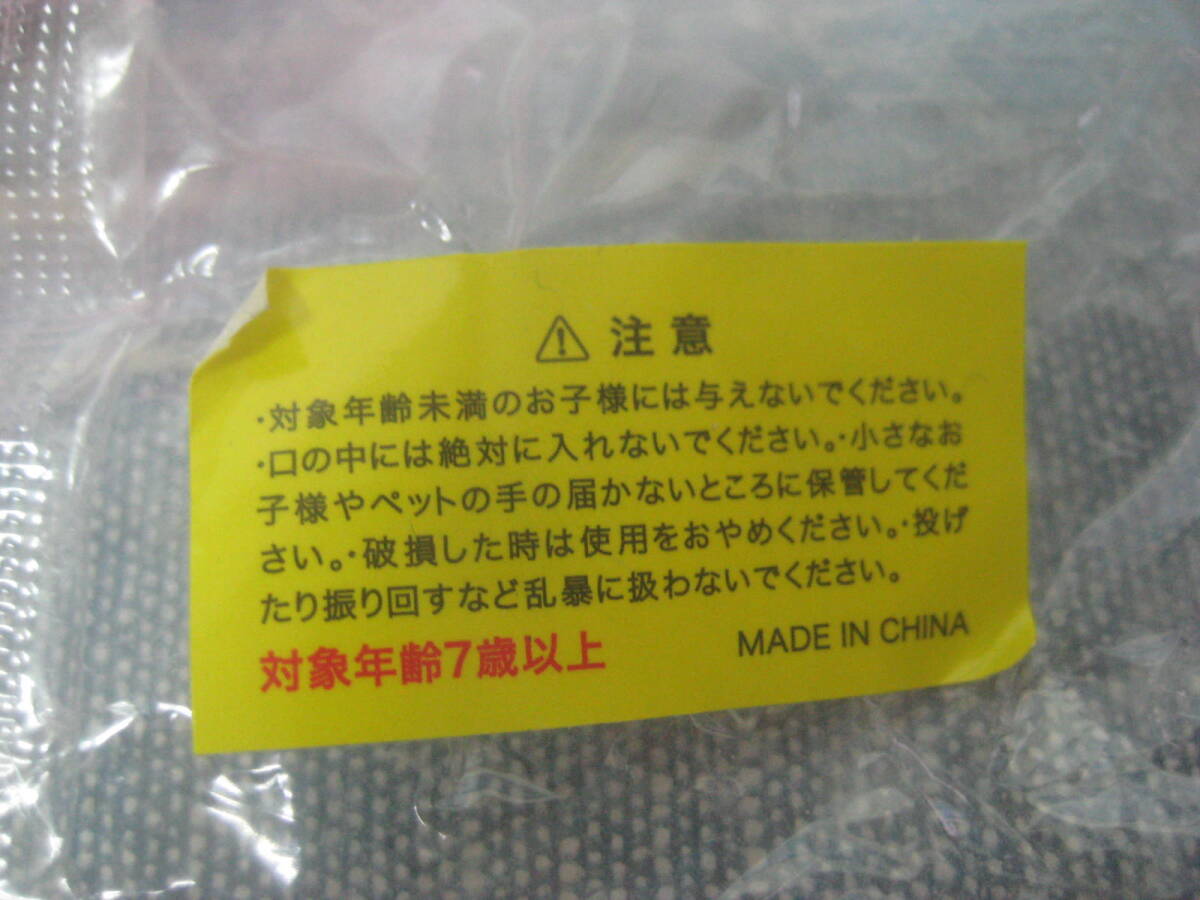 ⚠ 注意
・対象年齢未満のお子様には与えないでください。
・口の中には絶対に入れないでください。・小さなお
子様やペットの手の届かないところに保管してくだ
さい。・破損した時は使用をおやめください。・投げ
たり振り回すなど乱暴に扱わないでください。
対象年齢7歳以上 MADE IN CHINA